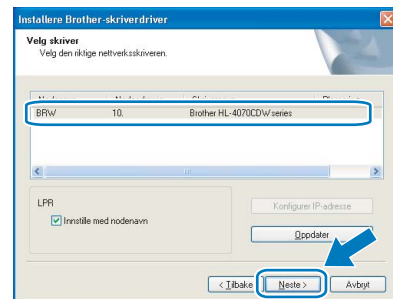 Installere Brother-skriverdriver
Velg skriver
Velg den riktige nettverksskriveren.
BRW 10. Brother HL-4070CDW series
LPR
Innstille med nodenavn
Konfigurer IP-adresse
Oppdater
< Tilbake Neste > Avbryt